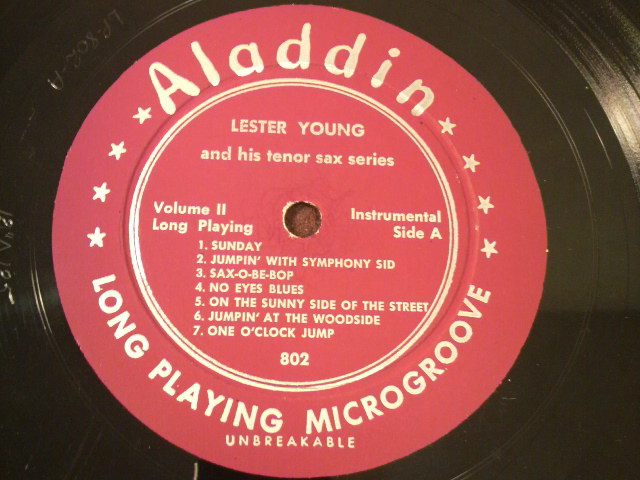 Aladdin
LESTER YOUNG
and his tenor sax series
Volume II
Long Playing
Instrumental
Side A
1. SUNDAY
2. JUMPIN' WITH SYMPHONY SID
3. SAX-O-BE-BOP
4. NO EYES BLUES
5. ON THE SUNNY SIDE OF THE STREET
6. JUMPIN' AT THE WOODSIDE
7. ONE O'CLOCK JUMP
802
LONG PLAYING MICROGROOVE
UNBREAKABLE